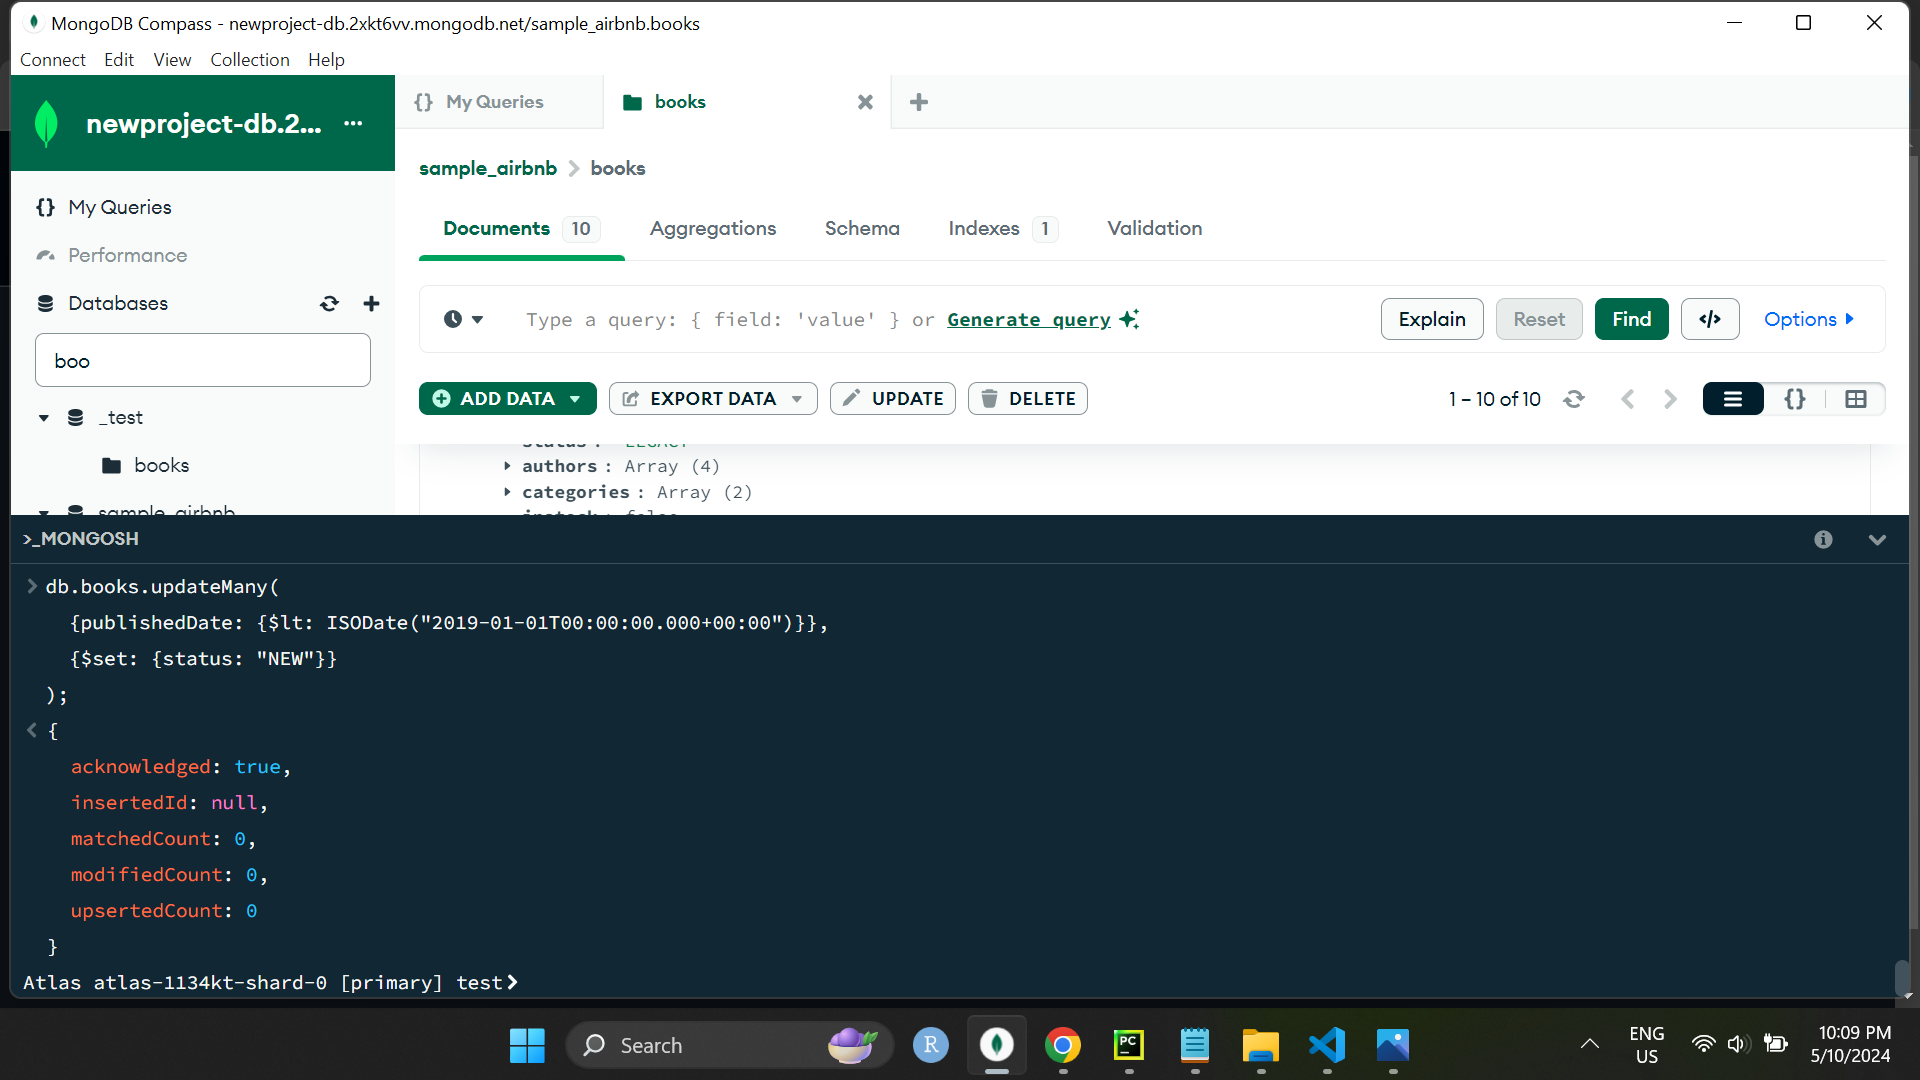 MongoDB Compass - newproject-db.2xkt6vv.mongodb.net/sample_airbnb.books
Connect Edit View Collection Help
newproject-db.2... ...
{} My Queries
books
sample_airbnb > books
{} My Queries
Performance
Databases
boo
_test
books
sample_airbnb
Documents 10 Aggregations Schema Indexes 1 Validation
Type a query: { field: 'value' } or Generate query
Explain Reset Find </> Options
ADD DATA EXPORT DATA UPDATE DELETE
1 – 10 of 10
{}
status : "LEGACY"
authors : Array (4)
categories : Array (2)
instock : false
>_MONGOSH
> db.books.updateMany(
{publishedDate: {$lt: ISODate("2019-01-01T00:00:00.000+00:00")}},
{$set: {status: "NEW"}}
);
< {
acknowledged: true,
insertedId: null,
matchedCount: 0,
modifiedCount: 0,
upsertedCount: 0
}
Atlas atlas-1134kt-shard-0 [primary] test>
Search
R
PC
ENG
US
10:09 PM
5/10/2024